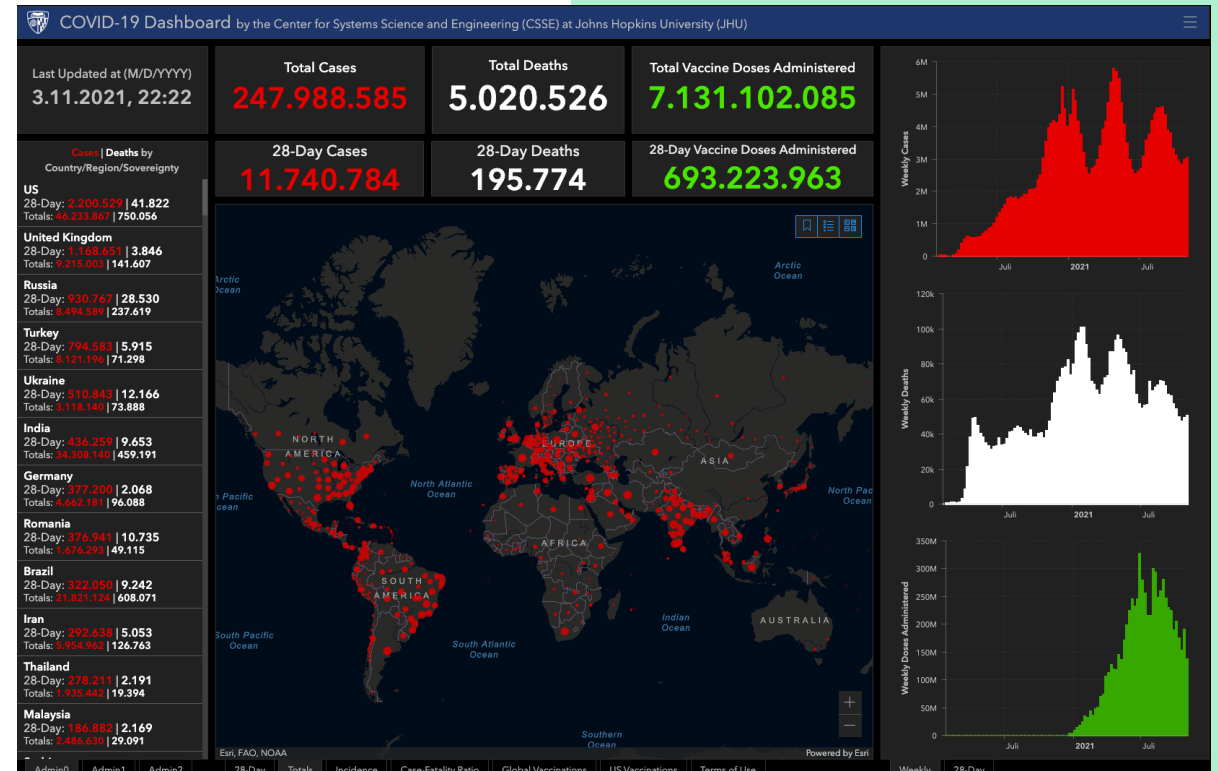 COVID-19 Dashboard by the Center for Systems Science and Engineering (CSSE) at Johns Hopkins University (JHU)
Last Updated at (M/D/YYYY)
3.11.2021, 22:22
Total Cases
247.988.585
Total Deaths
5.020.526
Total Vaccine Doses Administered
7.131.102.085
28-Day Cases
11.740.784
28-Day Deaths
195.774
28-Day Vaccine Doses Administered
693.223.963
Cases | Deaths by
Country/Region/Sovereignty
US
28-Day: 2.200.529 | 41.822
Totals: 46.233.867 | 750.056
United Kingdom
28-Day: 1.168.651 | 3.846
Totals: 9.215.003 | 141.607
Russia
28-Day: 930.767 | 28.530
Totals: 8.494.589 | 237.619
Turkey
28-Day: 794.583 | 5.915
Totals: 8.121.196 | 71.298
Ukraine
28-Day: 510.843 | 12.166
Totals: 3.118.140 | 73.888
India
28-Day: 436.259 | 9.653
Totals: 34.308.140 | 459.191
Germany
28-Day: 377.200 | 2.068
Totals: 4.662.181 | 96.088
Romania
28-Day: 376.941 | 10.735
Totals: 1.676.293 | 49.115
Brazil
28-Day: 322.050 | 9.242
Totals: 21.821.124 | 608.071
Iran
28-Day: 292.638 | 5.053
Totals: 5.954.962 | 126.763
Thailand
28-Day: 278.211 | 2.191
Totals: 1.935.442 | 19.394
Malaysia
28-Day: 186.882 | 2.169
Totals: 2.486.630 | 29.091
Admin0 Admin1 Admin2
Arctic
Ocean
Arctic
Ocean
NORTH
AMERICA
EUROPE
ASIA
North Atlantic
Ocean
n Pacific
cean
North Pac
Ocean
AFRICA
SOUTH
AMERICA
Indian
Ocean
AUSTRALIA
South Pacific
Ocean
South Atlantic
Ocean
Southern
Ocean
+
−
Esri, FAO, NOAA
Powered by Esri
28-Day Totals Incidence Case-Fatality Ratio Global Vaccinations US Vaccinations Terms of Use
Weekly Cases
6M
5M
4M
3M
2M
1M
0
Juli 2021 Juli
Weekly Deaths
120k
100k
80k
60k
40k
20k
0
Juli 2021 Juli
Weekly Doses Administered
350M
300M
250M
200M
150M
100M
50M
0
Juli 2021 Juli
Weekly 28-Day